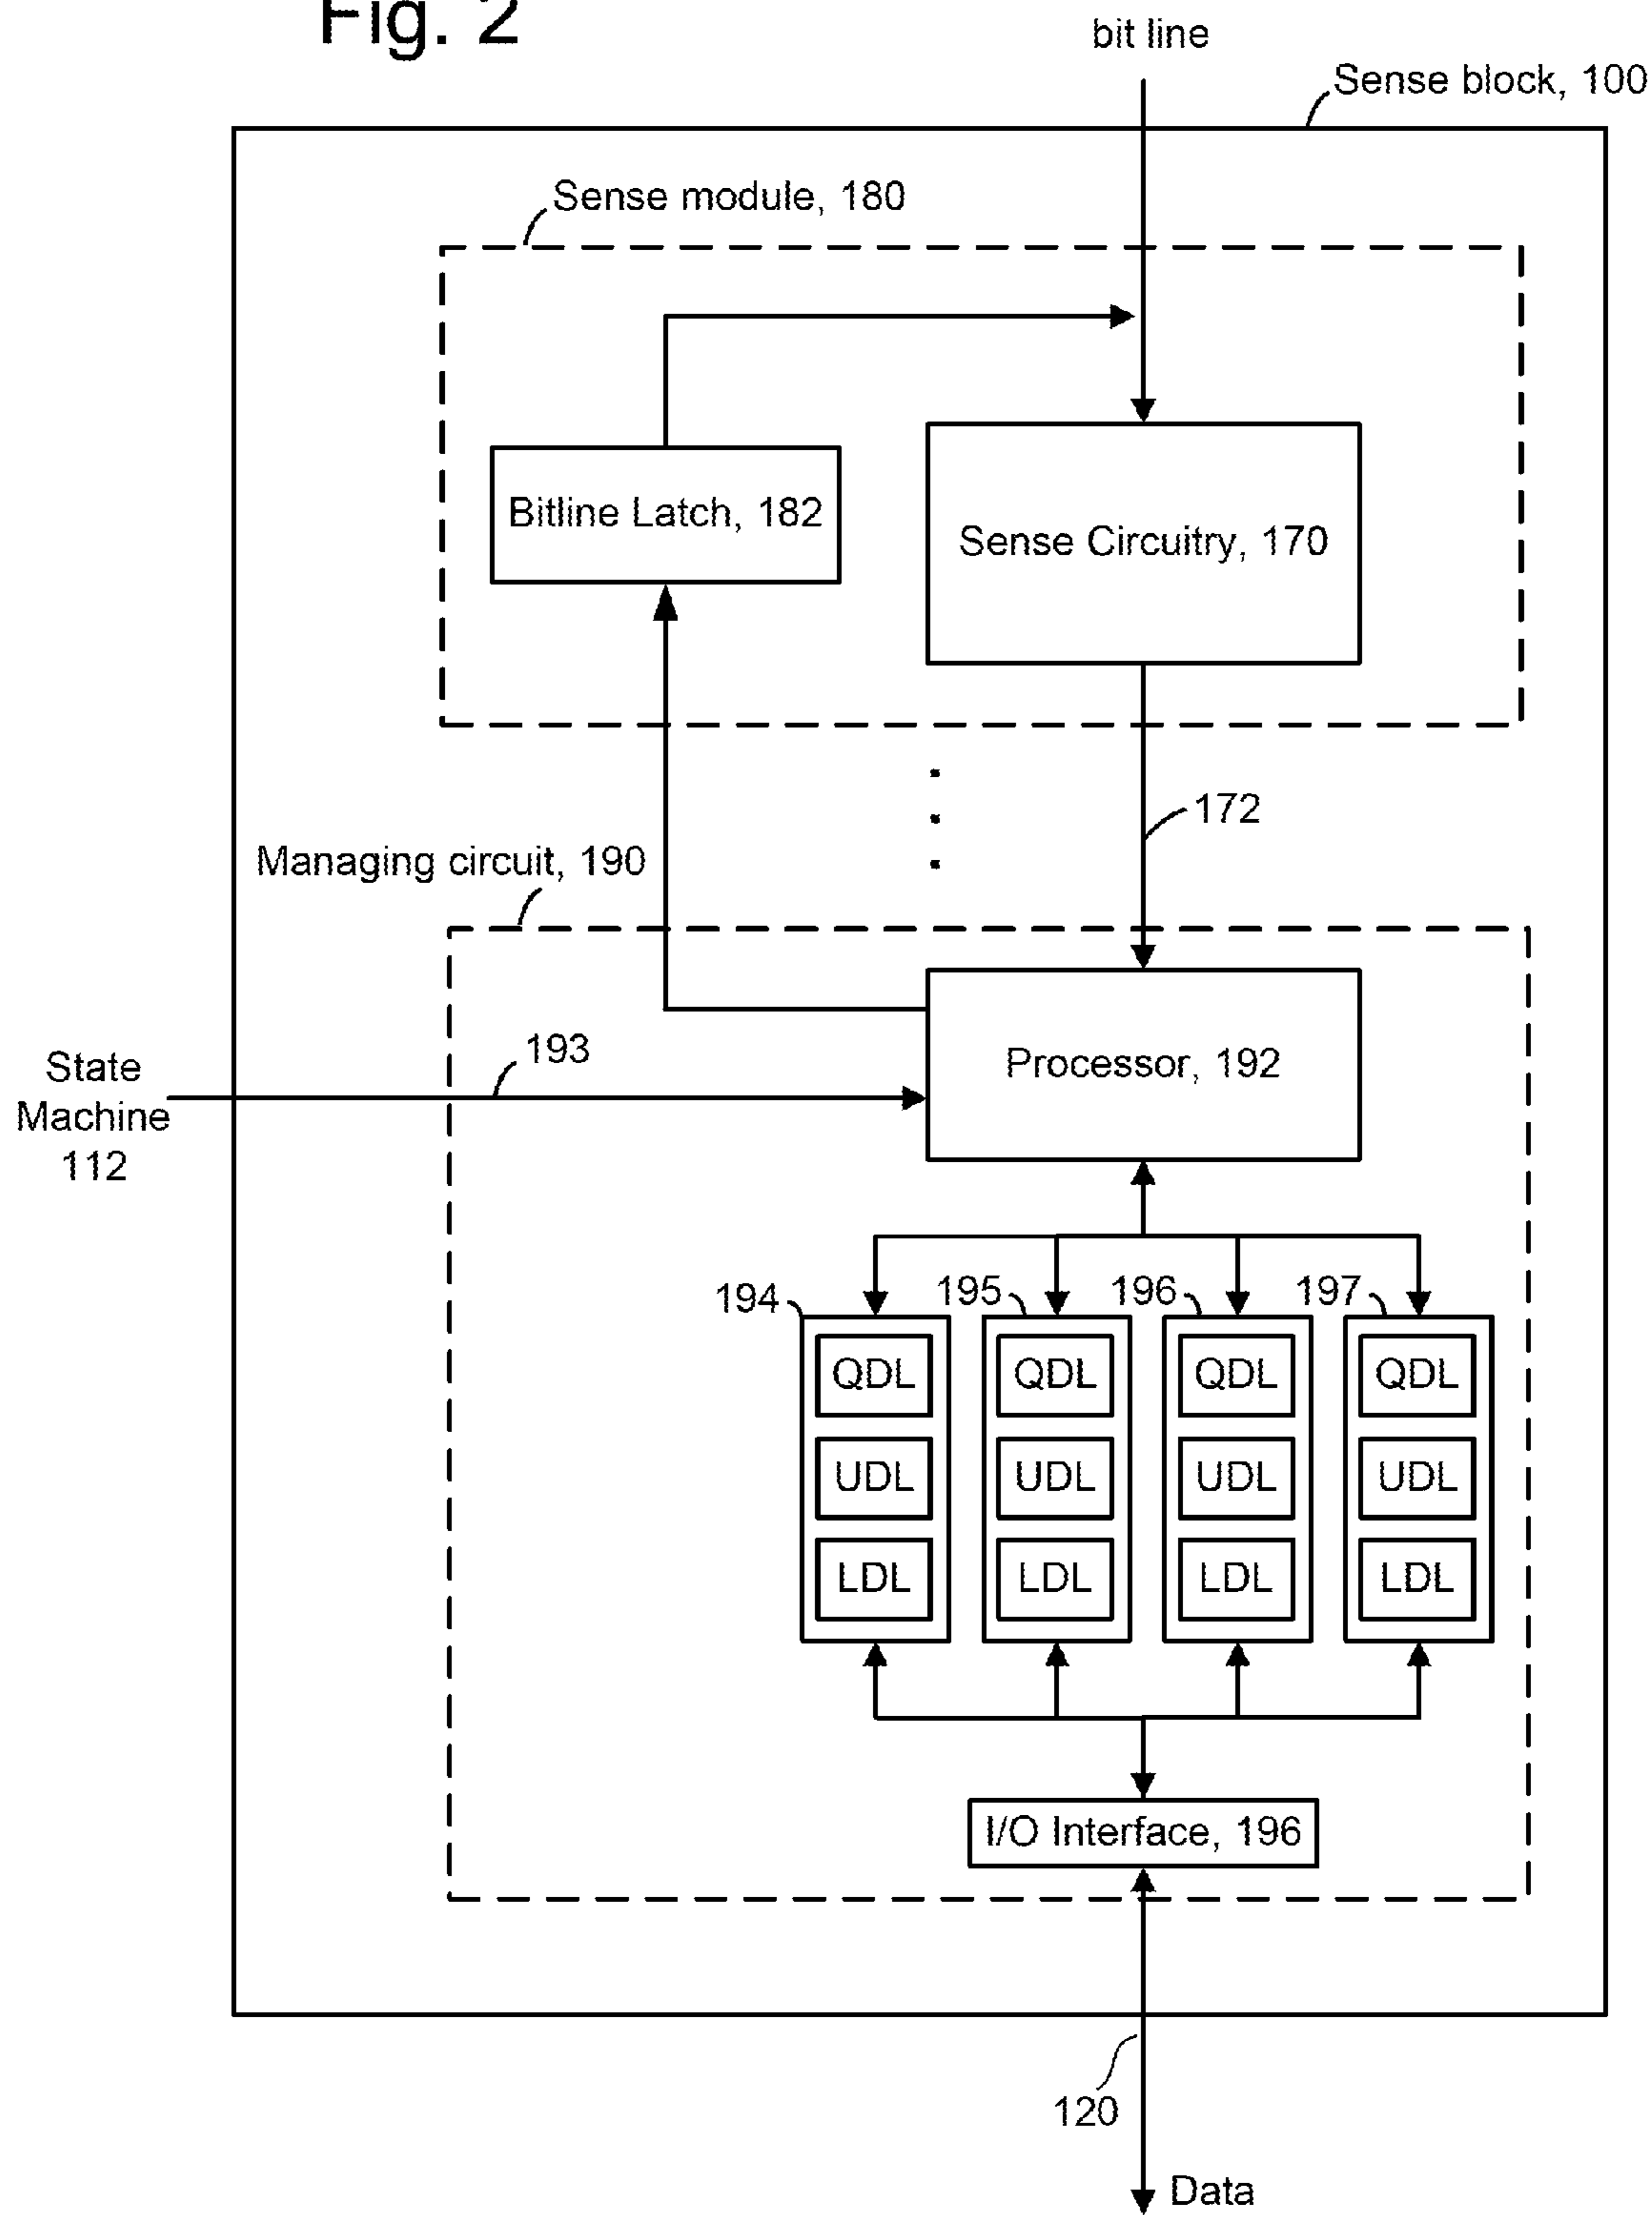 Fig. 2
bit line
Sense block, 100
Sense module, 180
Bitline Latch, 182
Sense Circuitry, 170
172
Managing circuit, 190
193
State
Machine
112
Processor, 192
194
195
196
197
QDL
QDL
QDL
QDL
UDL
UDL
UDL
UDL
LDL
LDL
LDL
LDL
I/O Interface, 196
120
Data